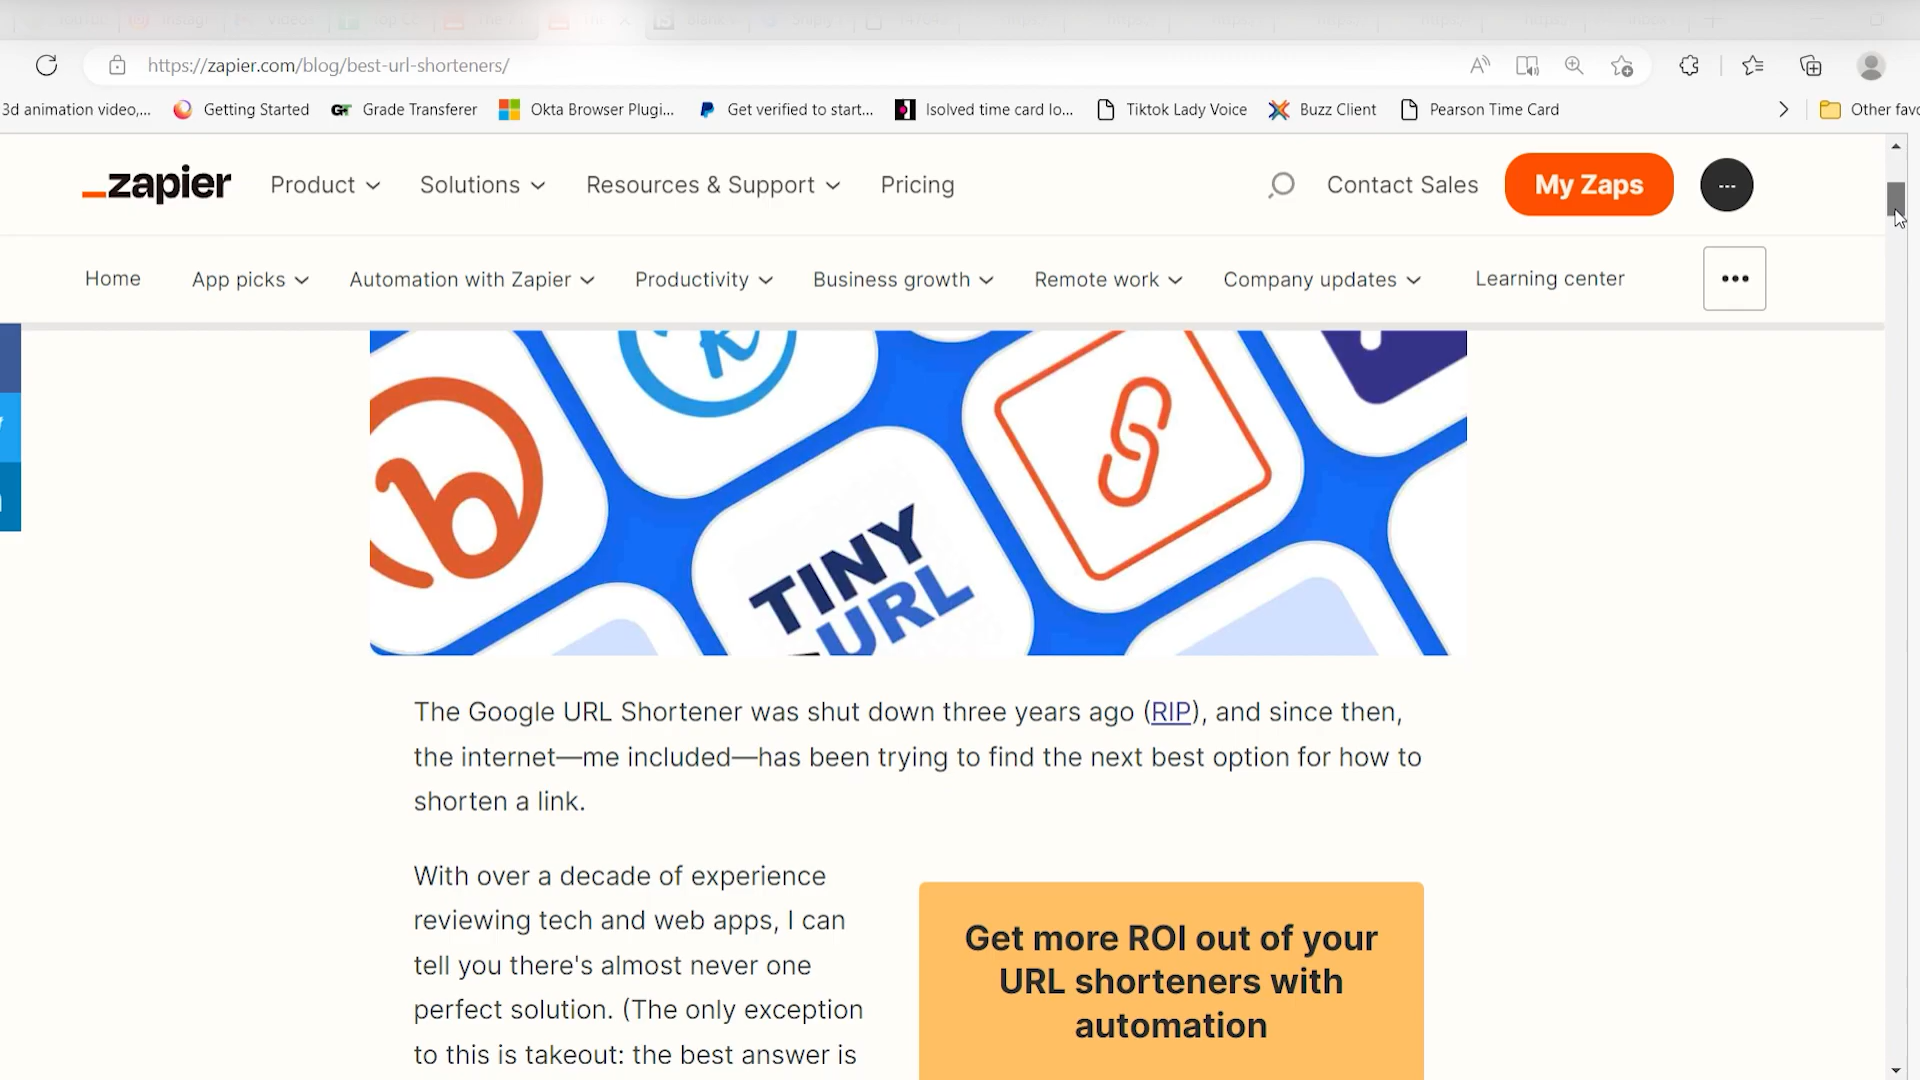 https://zapier.com/blog/best-url-shorteners/
3d animation video,... Getting Started Grade Transferer Okta Browser Plugi... Get verified to start... Isolved time card lo... Tiktok Lady Voice Buzz Client Pearson Time Card Other favo
zapier Product Solutions Resources & Support Pricing Contact Sales My Zaps
Home App picks Automation with Zapier Productivity Business growth Remote work Company updates Learning center
TINY
URL
The Google URL Shortener was shut down three years ago (RIP), and since then,
the internet—me included—has been trying to find the next best option for how to
shorten a link.
With over a decade of experience
reviewing tech and web apps, I can
tell you there's almost never one
perfect solution. (The only exception
to this is takeout: the best answer is
Get more ROI out of your
URL shorteners with
automation